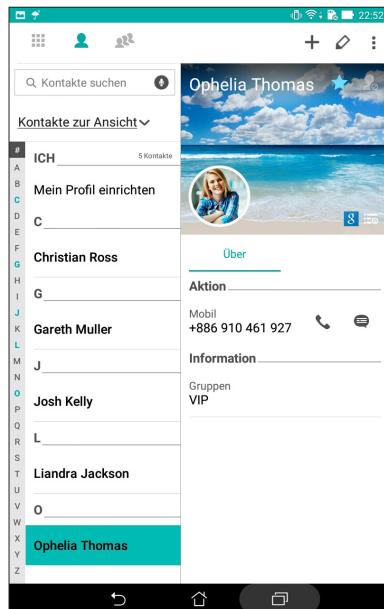 22:52
Kontakte suchen
Kontakte zur Ansicht
#
A
B
C
D
E
F
G
H
I
J
K
L
M
N
O
P
Q
R
S
T
U
V
W
X
Y
Z
ICH
5 Kontakte
Mein Profil einrichten
C
Christian Ross
G
Gareth Muller
J
Josh Kelly
L
Liandra Jackson
O
Ophelia Thomas
Ophelia Thomas
8
Über
Aktion
Mobil
+886 910 461 927
Information
Gruppen
VIP